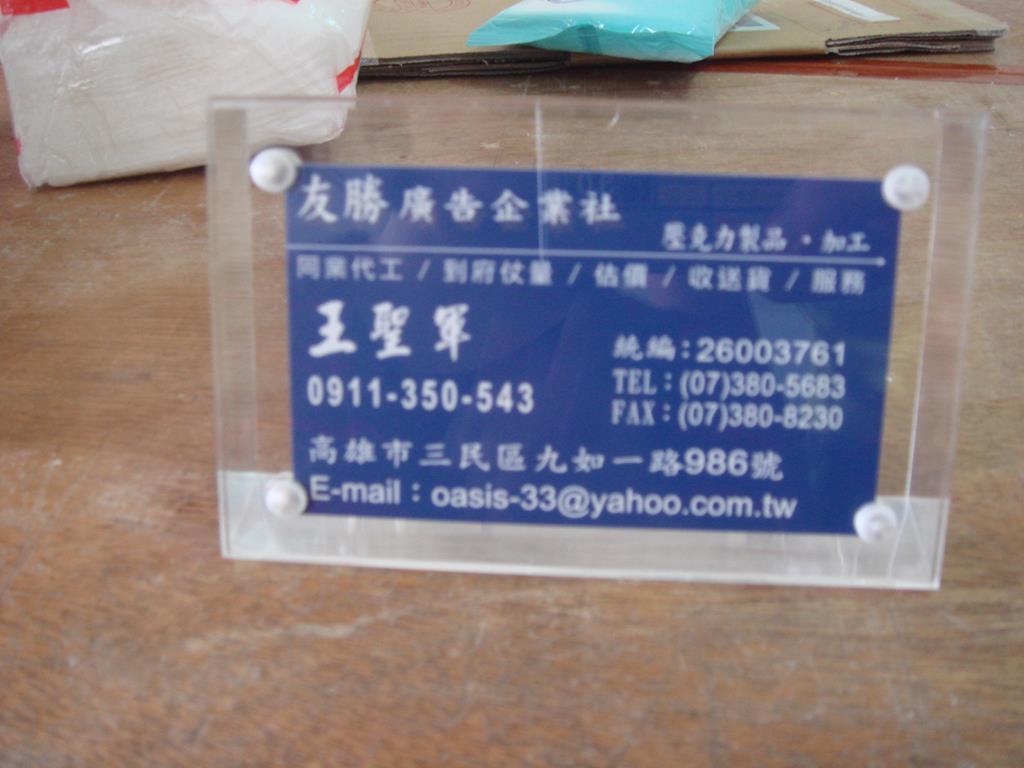 友勝廣告企業社
壓克力製品・加工
同業代工 / 到府仗量 / 估價 / 收送貨 / 服務
王聖軍
0911-350-543
統編：26003761
TEL：(07)380-5683
FAX：(07)380-8230
高雄市三民區九如一路986號
E-mail：oasis-33@yahoo.com.tw